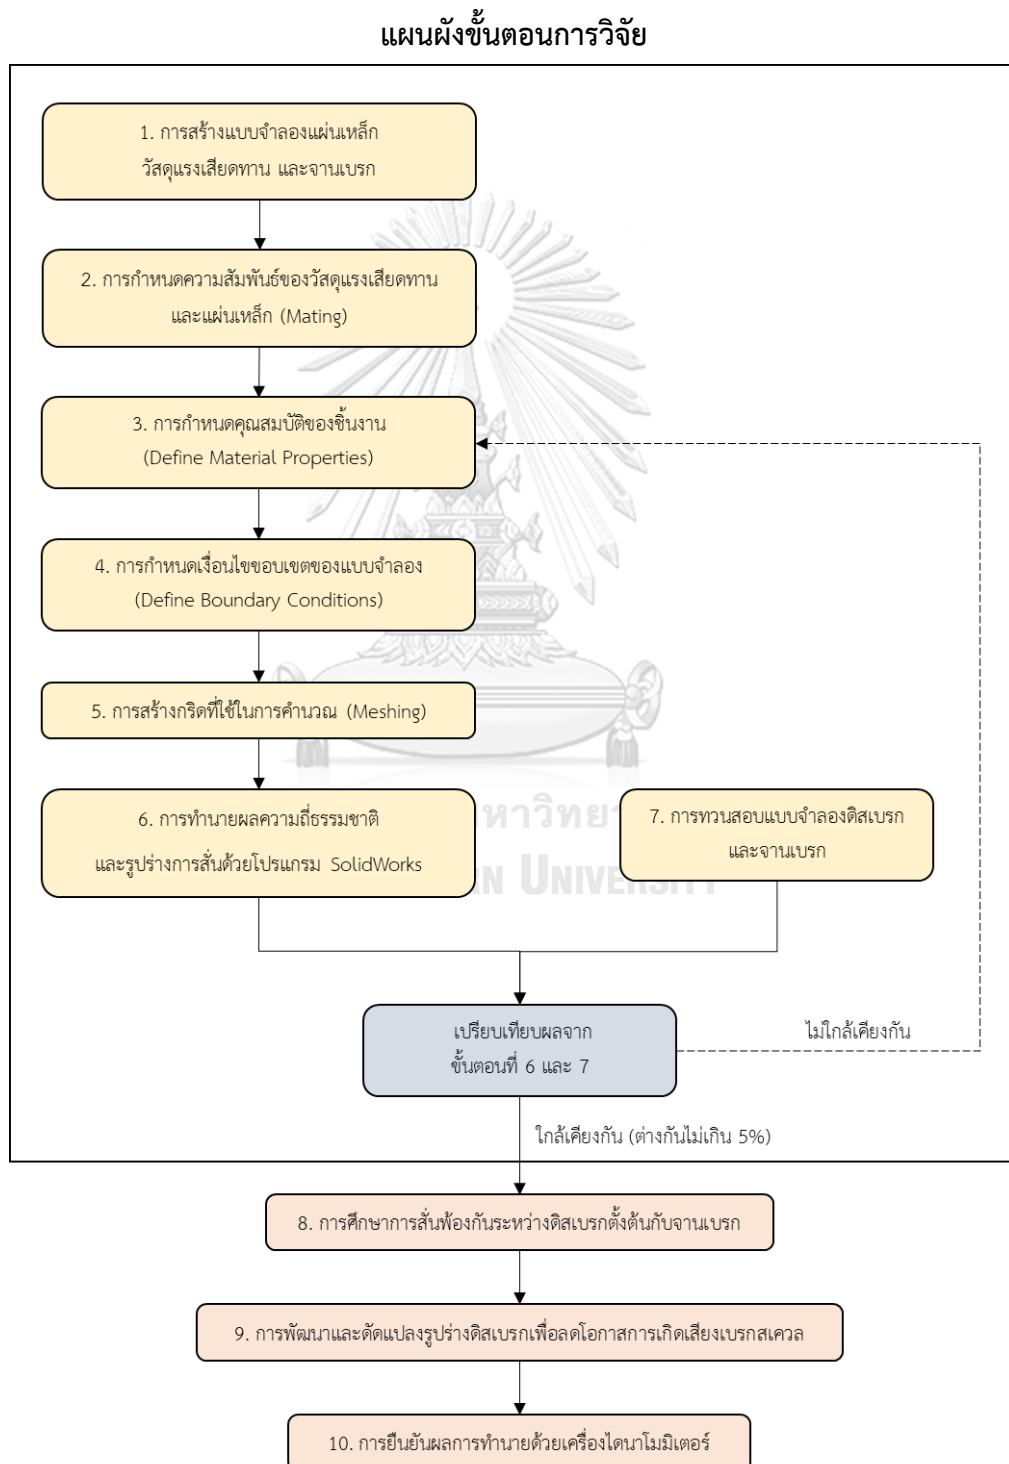 แผนผังขั้นตอนการวิจัย
1. การสร้างแบบจำลองแผ่นเหล็ก
วัสดุแรงเสียดทาน และจานเบรก
2. การกำหนดความสัมพันธ์ของวัสดุแรงเสียดทาน
และแผ่นเหล็ก (Mating)
3. การกำหนดคุณสมบัติของชิ้นงาน
(Define Material Properties)
4. การกำหนดเงื่อนไขขอบเขตของแบบจำลอง
(Define Boundary Conditions)
5. การสร้างกริดที่ใช้ในการคำนวณ (Meshing)
6. การทำนายผลความถี่ธรรมชาติ
และรูปร่างการสั่นด้วยโปรแกรม SolidWorks
7. การทวนสอบแบบจำลองดิสเบรก
และจานเบรก
UNIVERSITY
เปรียบเทียบผลจาก
ขั้นตอนที่ 6 และ 7
ไม่ใกล้เคียงกัน
ใกล้เคียงกัน (ต่างกันไม่เกิน 5%)
8. การศึกษาการสั่นพ้องกันระหว่างดิสเบรกตั้งต้นกับจานเบรก
9. การพัฒนาและดัดแปลงรูปร่างดิสเบรกเพื่อลดโอกาสการเกิดเสียงเบรกสเควล
10. การยืนยันผลการทำนายด้วยเครื่องไดนาโมมิเตอร์